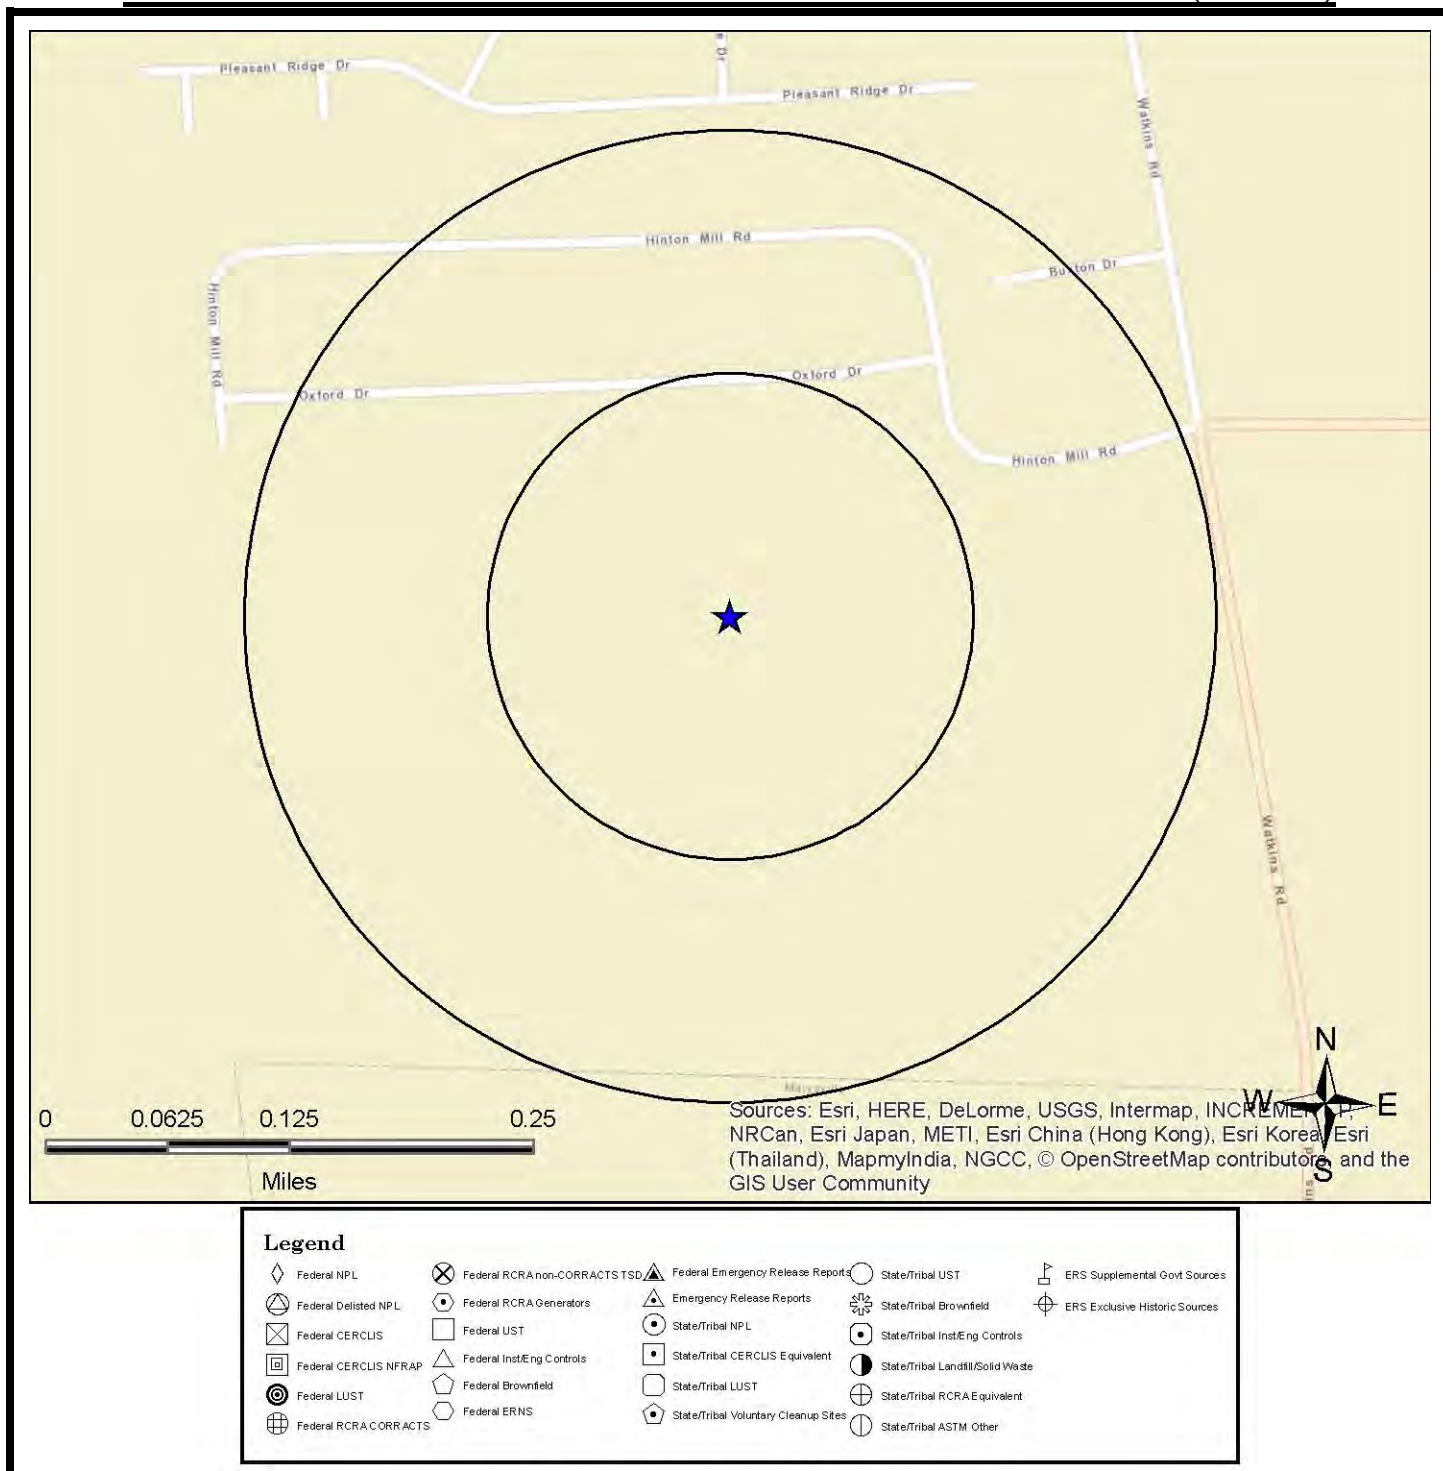 e Dr
Pleasant Ridge Dr
Pleasant Ridge Dr
Watkins Rd
Hinton Mill Rd
Buxton Dr
Hinton Mill Rd
Oxford Dr
Oxford Dr
Hinton Mill Rd
Watkins Rd
N
W
E
S
0 0.0625 0.125 0.25
Miles
Sources: Esri, HERE, DeLorme, USGS, Intermap, P,
NRCan, Esri Japan, METI, Esri China (Hong Kong), Esri Korea, Esri
(Thailand), MapmyIndia, NGCC, © OpenStreetMap contributors, and the
GIS User Community
ins Rd
Legend
Federal NPL
Federal Delisted NPL
Federal CERCLIS
Federal CERCLIS NFRAP
Federal LUST
Federal RCRA CORRACTS
Federal RCRA non-CORRACTS TSD
Federal RCRA Generators
Federal UST
Federal Inst/Eng Controls
Federal Brownfield
Federal ERNS
Federal Emergency Release Reports
Emergency Release Reports
State/Tribal NPL
State/Tribal CERCLIS Equivalent
State/Tribal LUST
State/Tribal Voluntary Cleanup Sites
State/Tribal UST
State/Tribal Brownfield
State/Tribal Inst/Eng Controls
State/Tribal Landfill/Solid Waste
State/Tribal RCRA Equivalent
State/Tribal ASTM Other
ERS Supplemental Govt Sources
ERS Exclusive Historic Sources